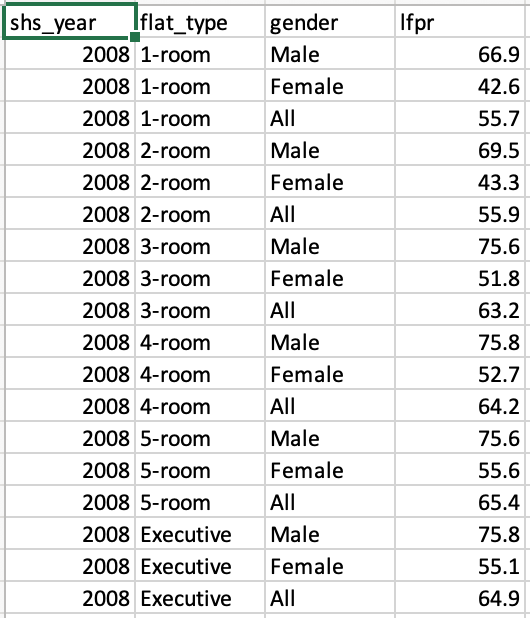 shs_year flat_type gender lfpr
2008 1-room Male 66.9
2008 1-room Female 42.6
2008 1-room All 55.7
2008 2-room Male 69.5
2008 2-room Female 43.3
2008 2-room All 55.9
2008 3-room Male 75.6
2008 3-room Female 51.8
2008 3-room All 63.2
2008 4-room Male 75.8
2008 4-room Female 52.7
2008 4-room All 64.2
2008 5-room Male 75.6
2008 5-room Female 55.6
2008 5-room All 65.4
2008 Executive Male 75.8
2008 Executive Female 55.1
2008 Executive All 64.9